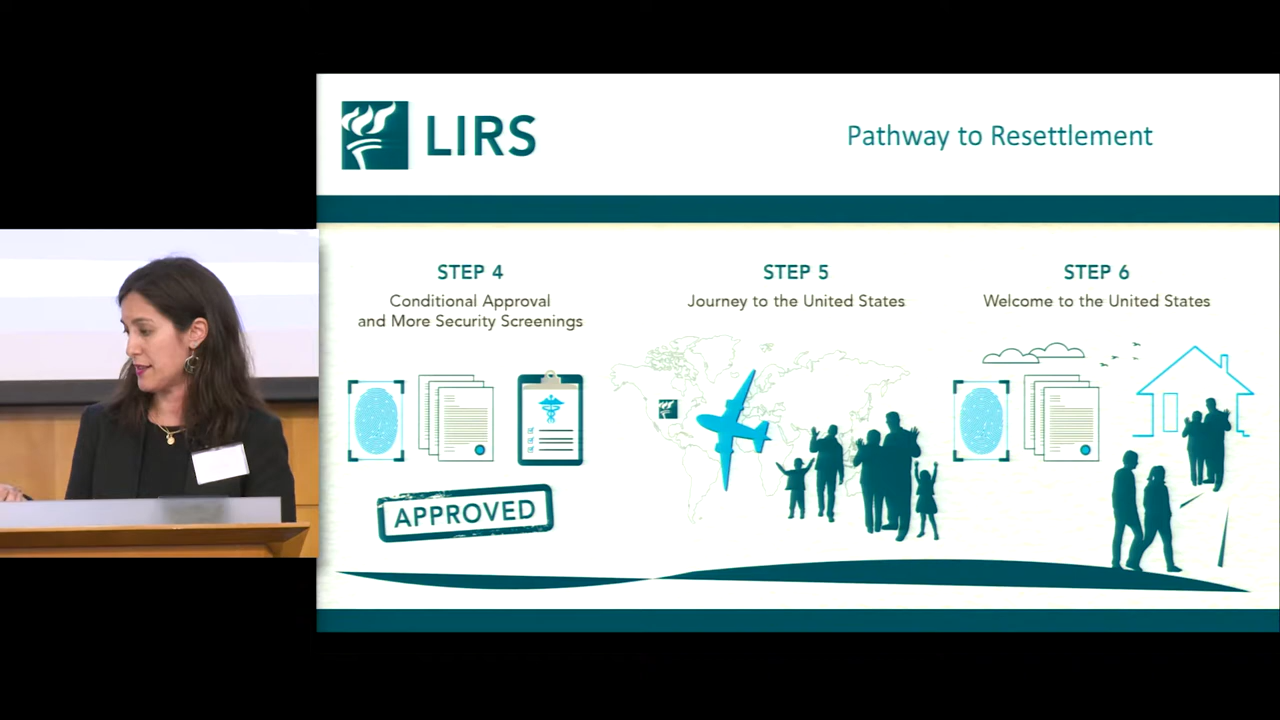 LIRS
Pathway to Resettlement
STEP 4
Conditional Approval
and More Security Screenings
APPROVED
STEP 5
Journey to the United States
STEP 6
Welcome to the United States